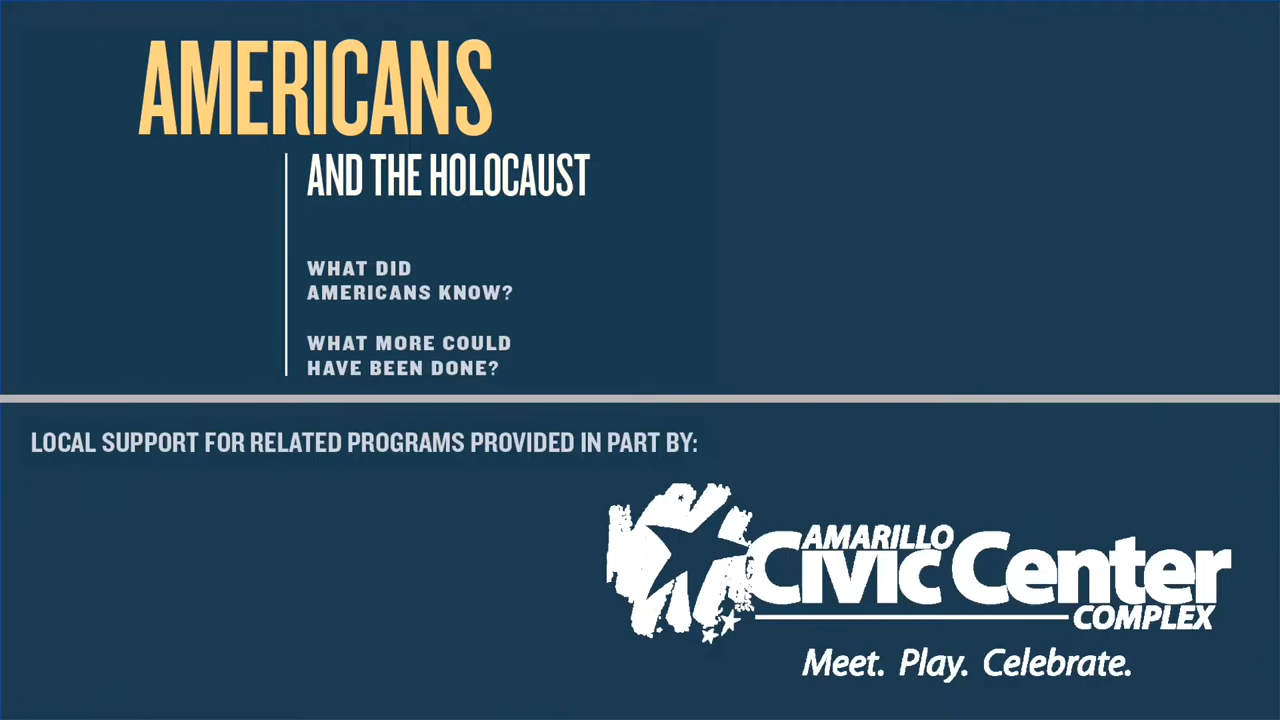 AMERICANS
AND THE HOLOCAUST
WHAT DID
AMERICANS KNOW?
WHAT MORE COULD
HAVE BEEN DONE?
LOCAL SUPPORT FOR RELATED PROGRAMS PROVIDED IN PART BY:
AMARILLO
Civic Center
COMPLEX
Meet. Play. Celebrate.